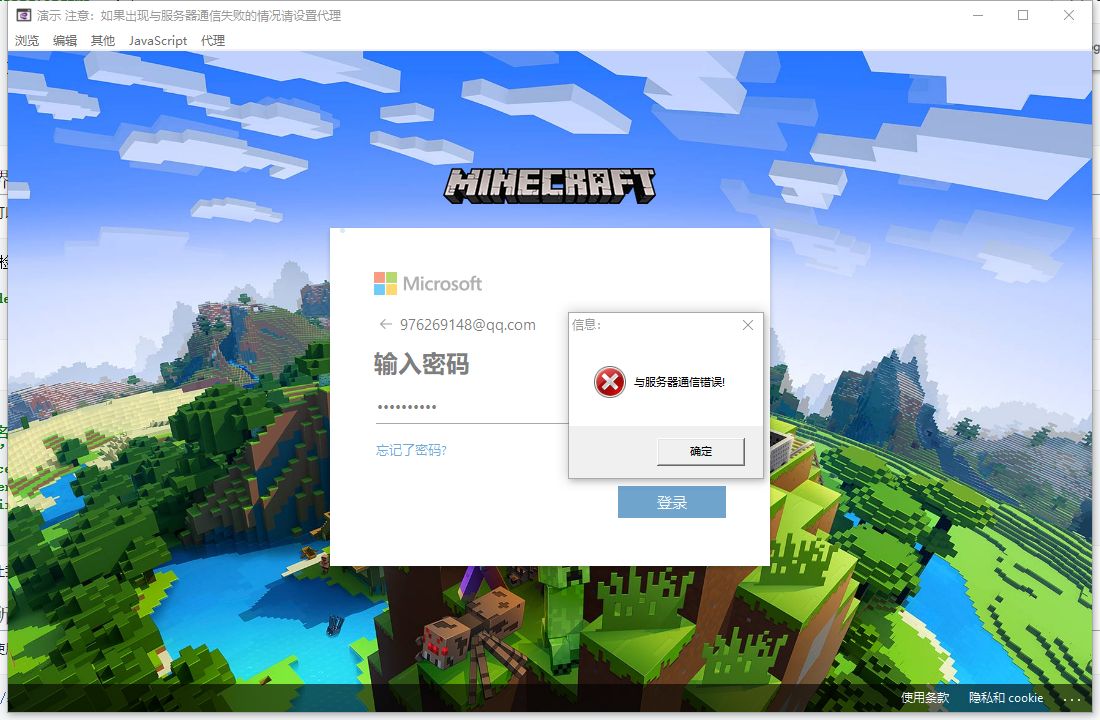 演示 注意：如果出现与服务器通信失败的情况请设置代理
浏览 编辑 其他 JavaScript 代理
MINECRAFT
Microsoft
← 976269148@qq.com
输入密码
••••••••••
忘记了密码?
信息:
与服务器通信错误!
确定
登录
使用条款 隐私和 cookie ...